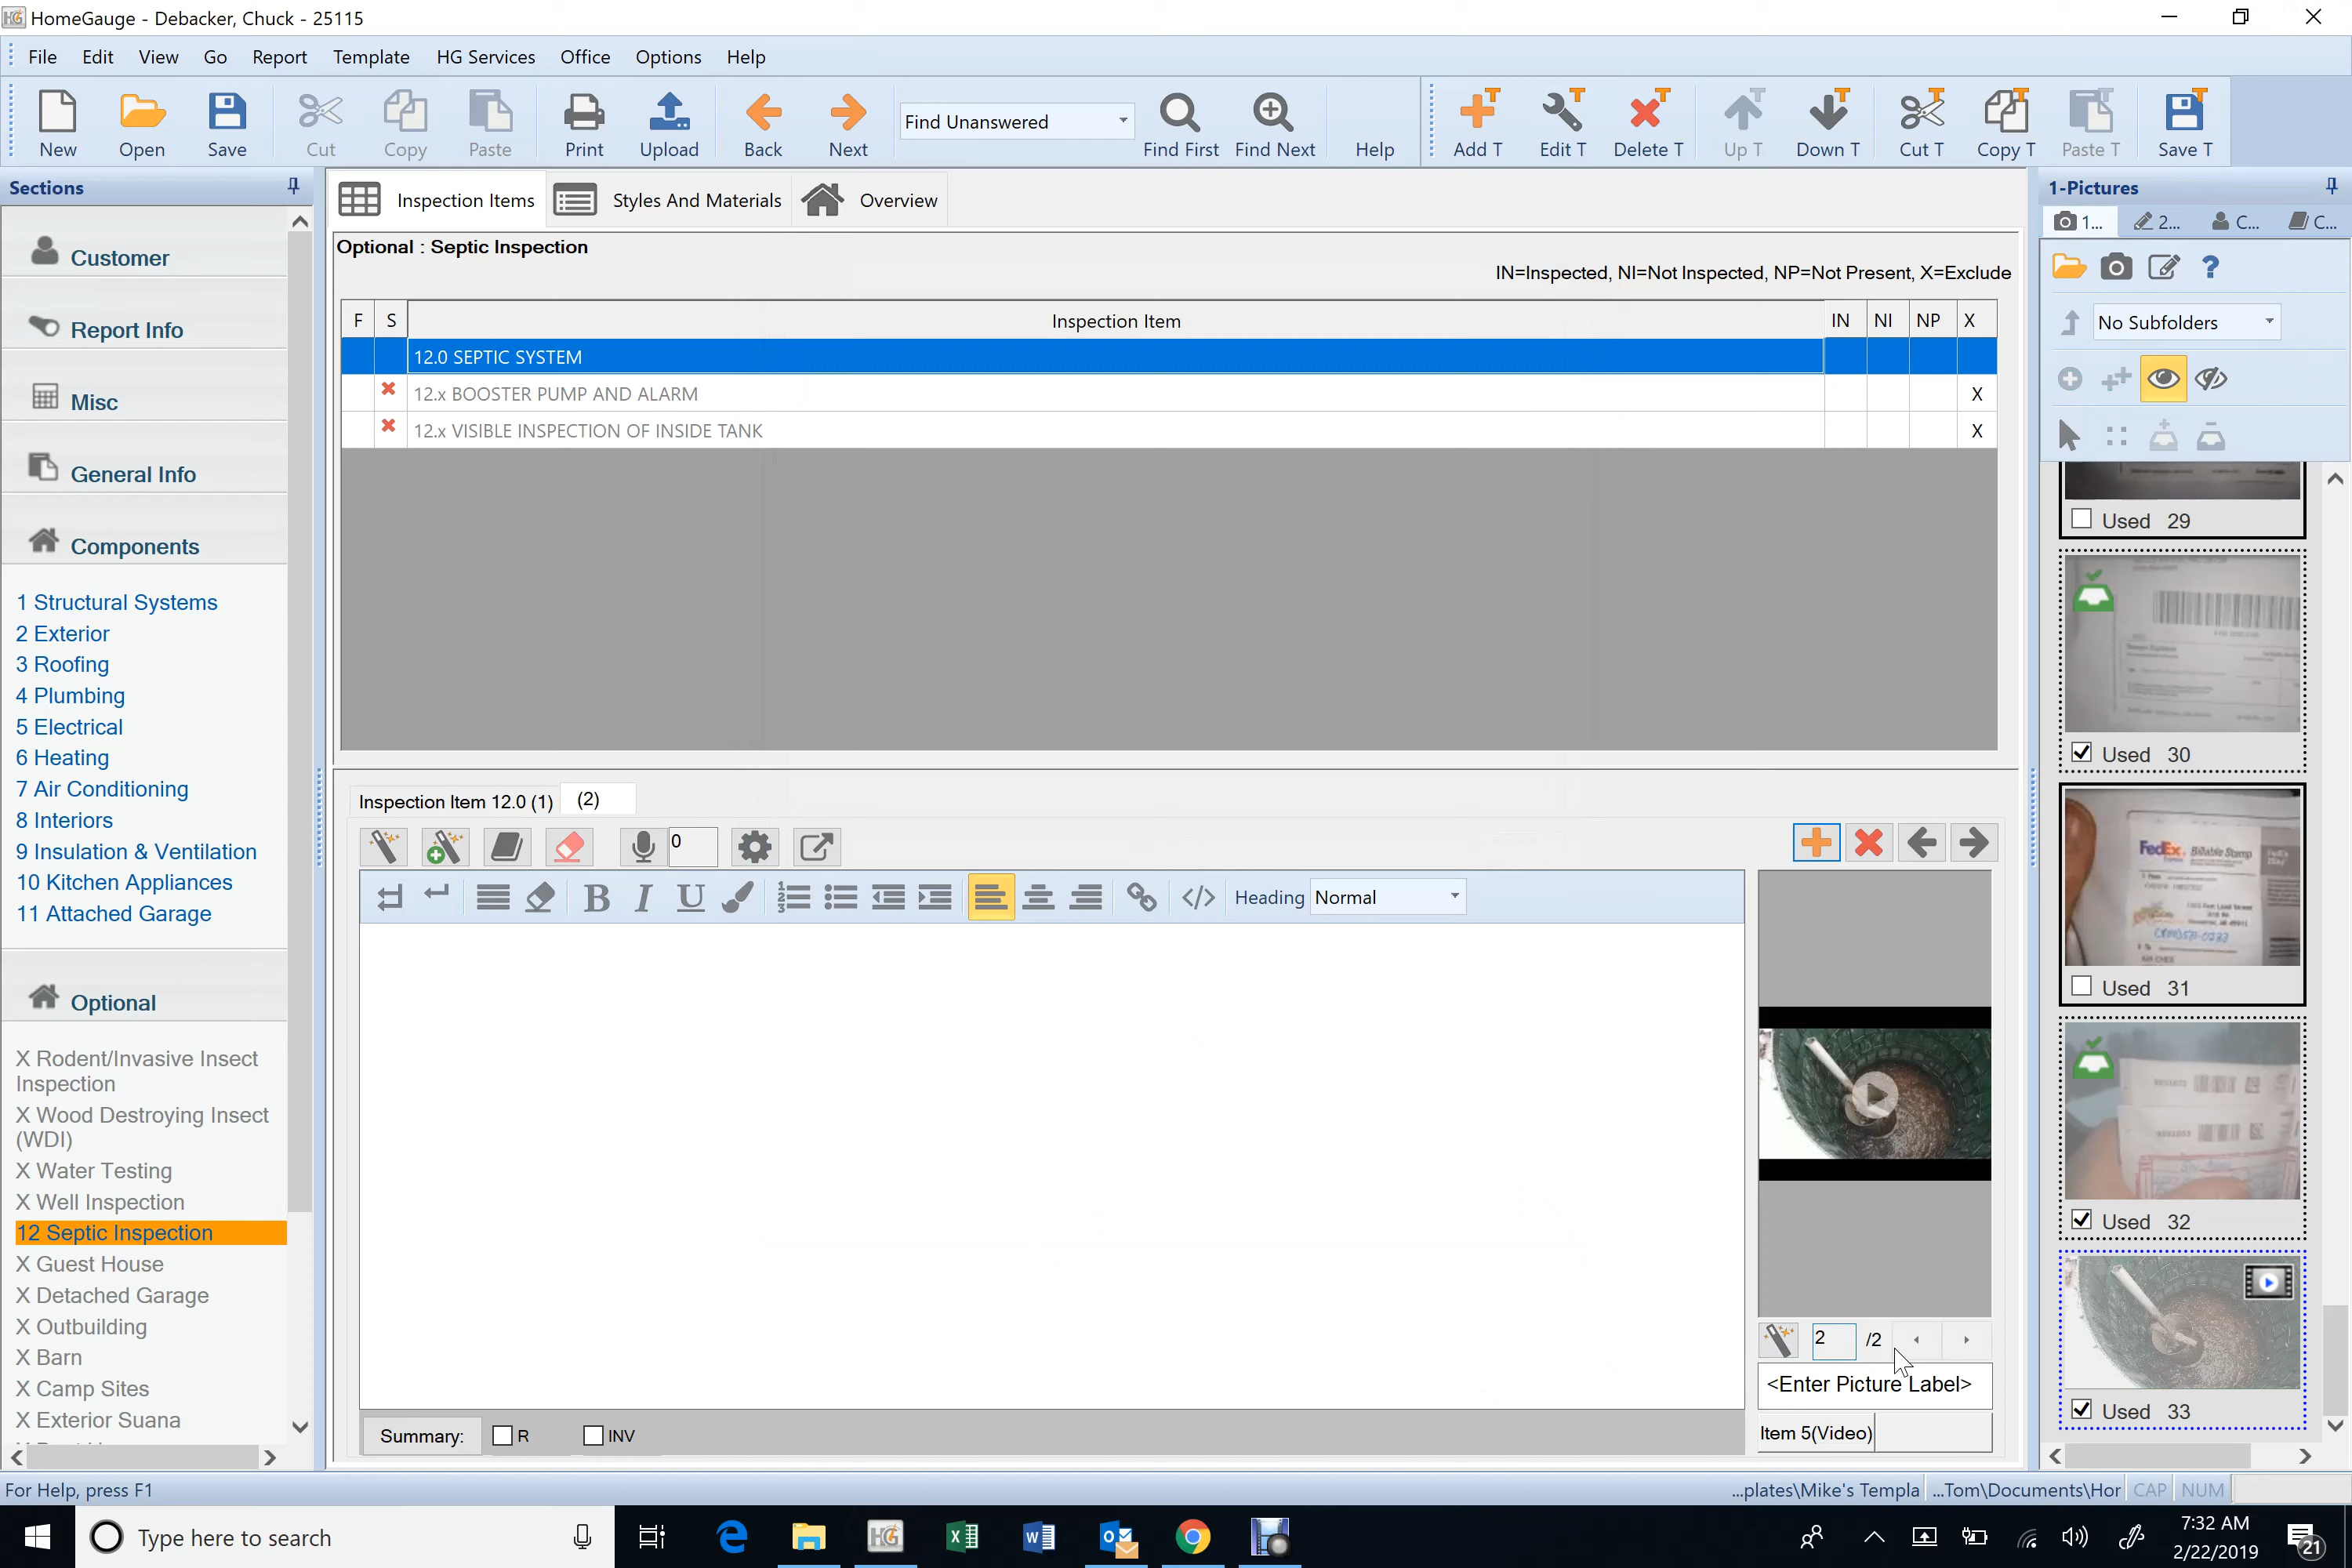 HomeGauge - Debacker, Chuck - 25115
File Edit View Go Report Template HG Services Office Options Help
New Open Save Cut Copy Paste Print Upload Back Next Find Unanswered Find First Find Next Help Add T Edit T Delete T Up T Down T Cut T Copy T Paste T Save T
Sections
Customer
Report Info
Misc
General Info
Components
1 Structural Systems
2 Exterior
3 Roofing
4 Plumbing
5 Electrical
6 Heating
7 Air Conditioning
8 Interiors
9 Insulation & Ventilation
10 Kitchen Appliances
11 Attached Garage
Optional
X Rodent/Invasive Insect
Inspection
X Wood Destroying Insect
(WDI)
X Water Testing
X Well Inspection
12 Septic Inspection
X Guest House
X Detached Garage
X Outbuilding
X Barn
X Camp Sites
X Exterior Suana
Inspection Items Styles And Materials Overview
Optional : Septic Inspection
IN=Inspected, NI=Not Inspected, NP=Not Present, X=Exclude
F S Inspection Item IN NI NP X
12.0 SEPTIC SYSTEM
12.x BOOSTER PUMP AND ALARM X
12.x VISIBLE INSPECTION OF INSIDE TANK X
Inspection Item 12.0 (1) (2)
0
B I U Heading Normal
2 /2
<Enter Picture Label>
Item 5(Video)
Summary: R INV
1-Pictures
1... 2... C... C...
No Subfolders
Used 29
Used 30
FedEx Billable Stamp
Used 31
Used 32
Used 33
For Help, press F1
...plates\Mike's Templa ...Tom\Documents\Hor CAP NUM
Type here to search
7:32 AM
2/22/2019
21